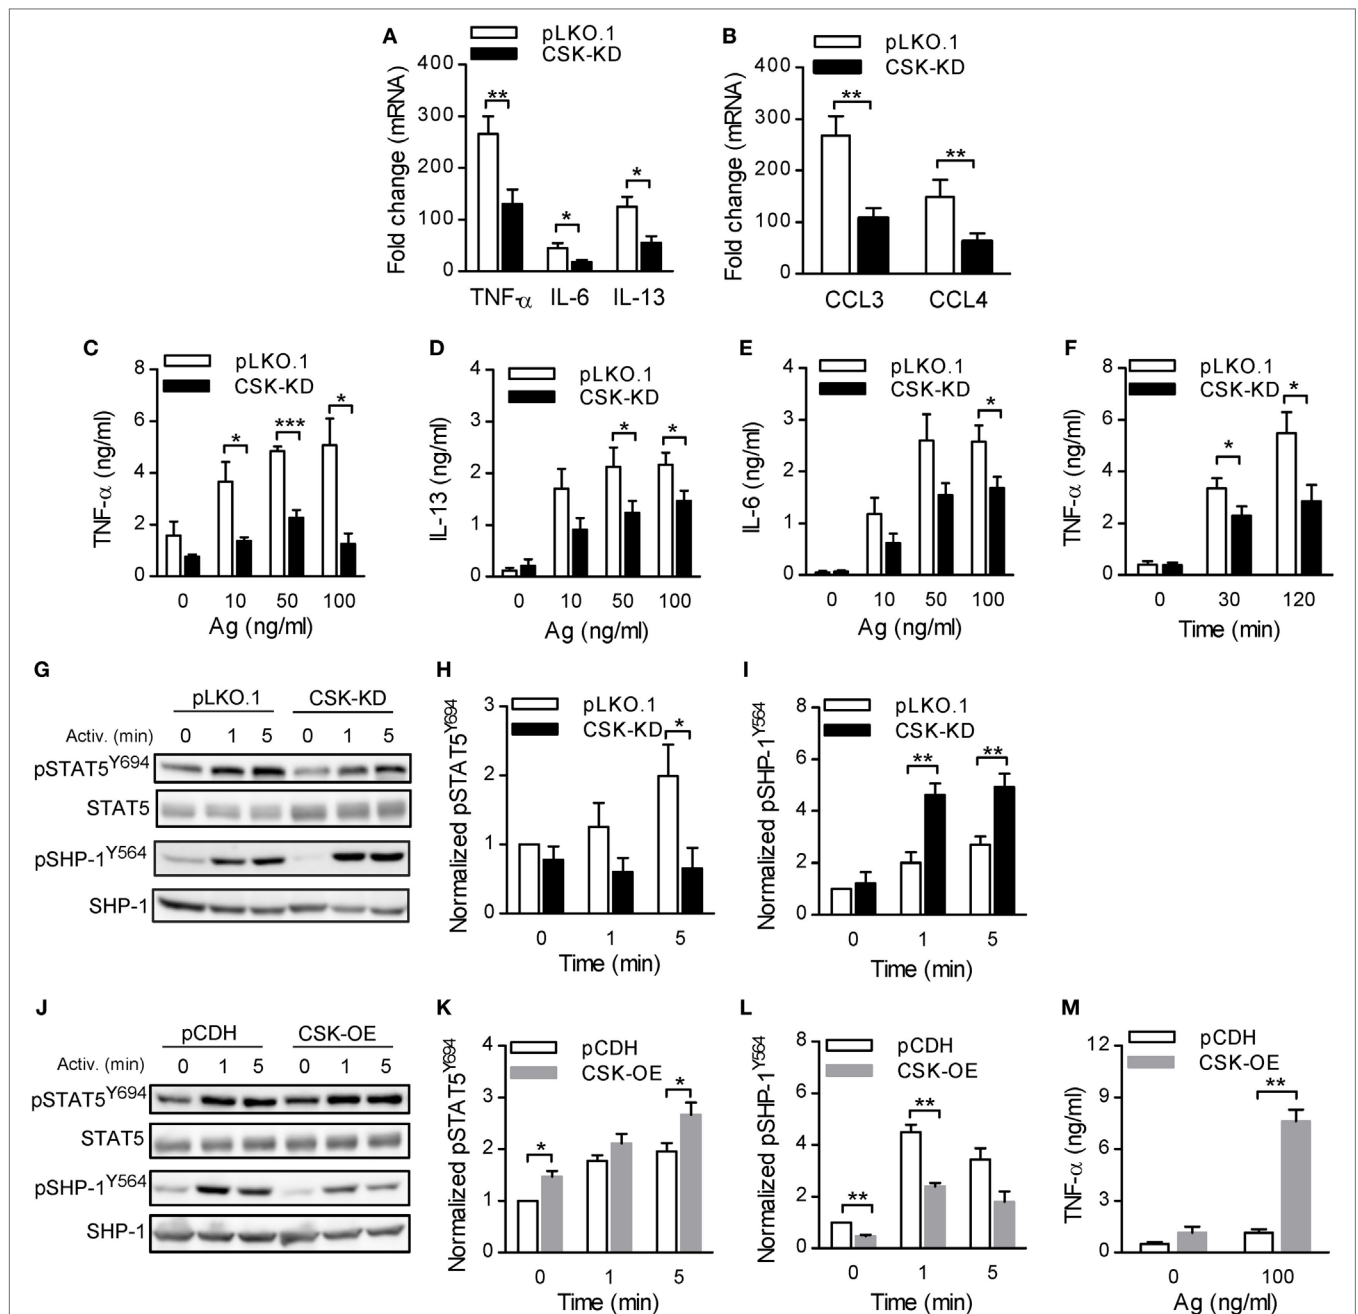 A
pLKO.1
CSK-KD
Fold change (mRNA)
400
300
200
100
0
**
*
*
TNF-α IL-6 IL-13
B
pLKO.1
CSK-KD
Fold change (mRNA)
400
300
200
100
0
**
**
CCL3 CCL4
C
pLKO.1
CSK-KD
TNF-α (ng/ml)
8
6
4
2
0
*
***
*
0 10 50 100
Ag (ng/ml)
D
pLKO.1
CSK-KD
IL-13 (ng/ml)
4
3
2
1
0
*
*
0 10 50 100
Ag (ng/ml)
E
pLKO.1
CSK-KD
IL-6 (ng/ml)
4
3
2
1
0
*
0 10 50 100
Ag (ng/ml)
F
pLKO.1
CSK-KD
TNF-α (ng/ml)
8
6
4
2
0
*
*
0 30 120
Time (min)
G
pLKO.1 CSK-KD
Activ. (min) 0 1 5 0 1 5
pSTAT5Y694
STAT5
pSHP-1Y564
SHP-1
H
pLKO.1
CSK-KD
Normalized pSTAT5Y694
3
2
1
0
*
0 1 5
Time (min)
I
pLKO.1
CSK-KD
Normalized pSHP-1Y564
8
6
4
2
0
**
**
0 1 5
Time (min)
J
pCDH CSK-OE
Activ. (min) 0 1 5 0 1 5
pSTAT5Y694
STAT5
pSHP-1Y564
SHP-1
K
pCDH
CSK-OE
Normalized pSTAT5Y694
4
3
2
1
0
*
*
0 1 5
Time (min)
L
pCDH
CSK-OE
Normalized pSHP-1Y564
8
6
4
2
0
**
**
0 1 5
Time (min)
M
pCDH
CSK-OE
TNF-α (ng/ml)
12
9
6
3
0
**
0 100
Ag (ng/ml)